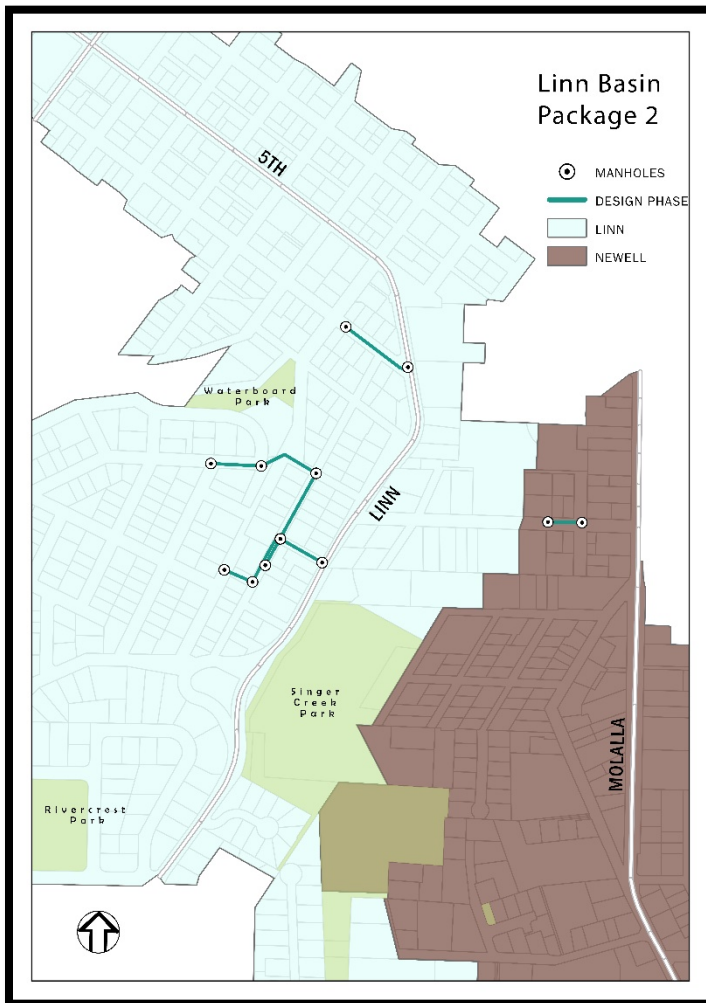 Linn Basin
Package 2
MANHOLES
DESIGN PHASE
LINN
NEWELL
5TH
Waterboard
Park
LINN
Singer
Creek
Park
MOLALLA
Rivercrest
Park